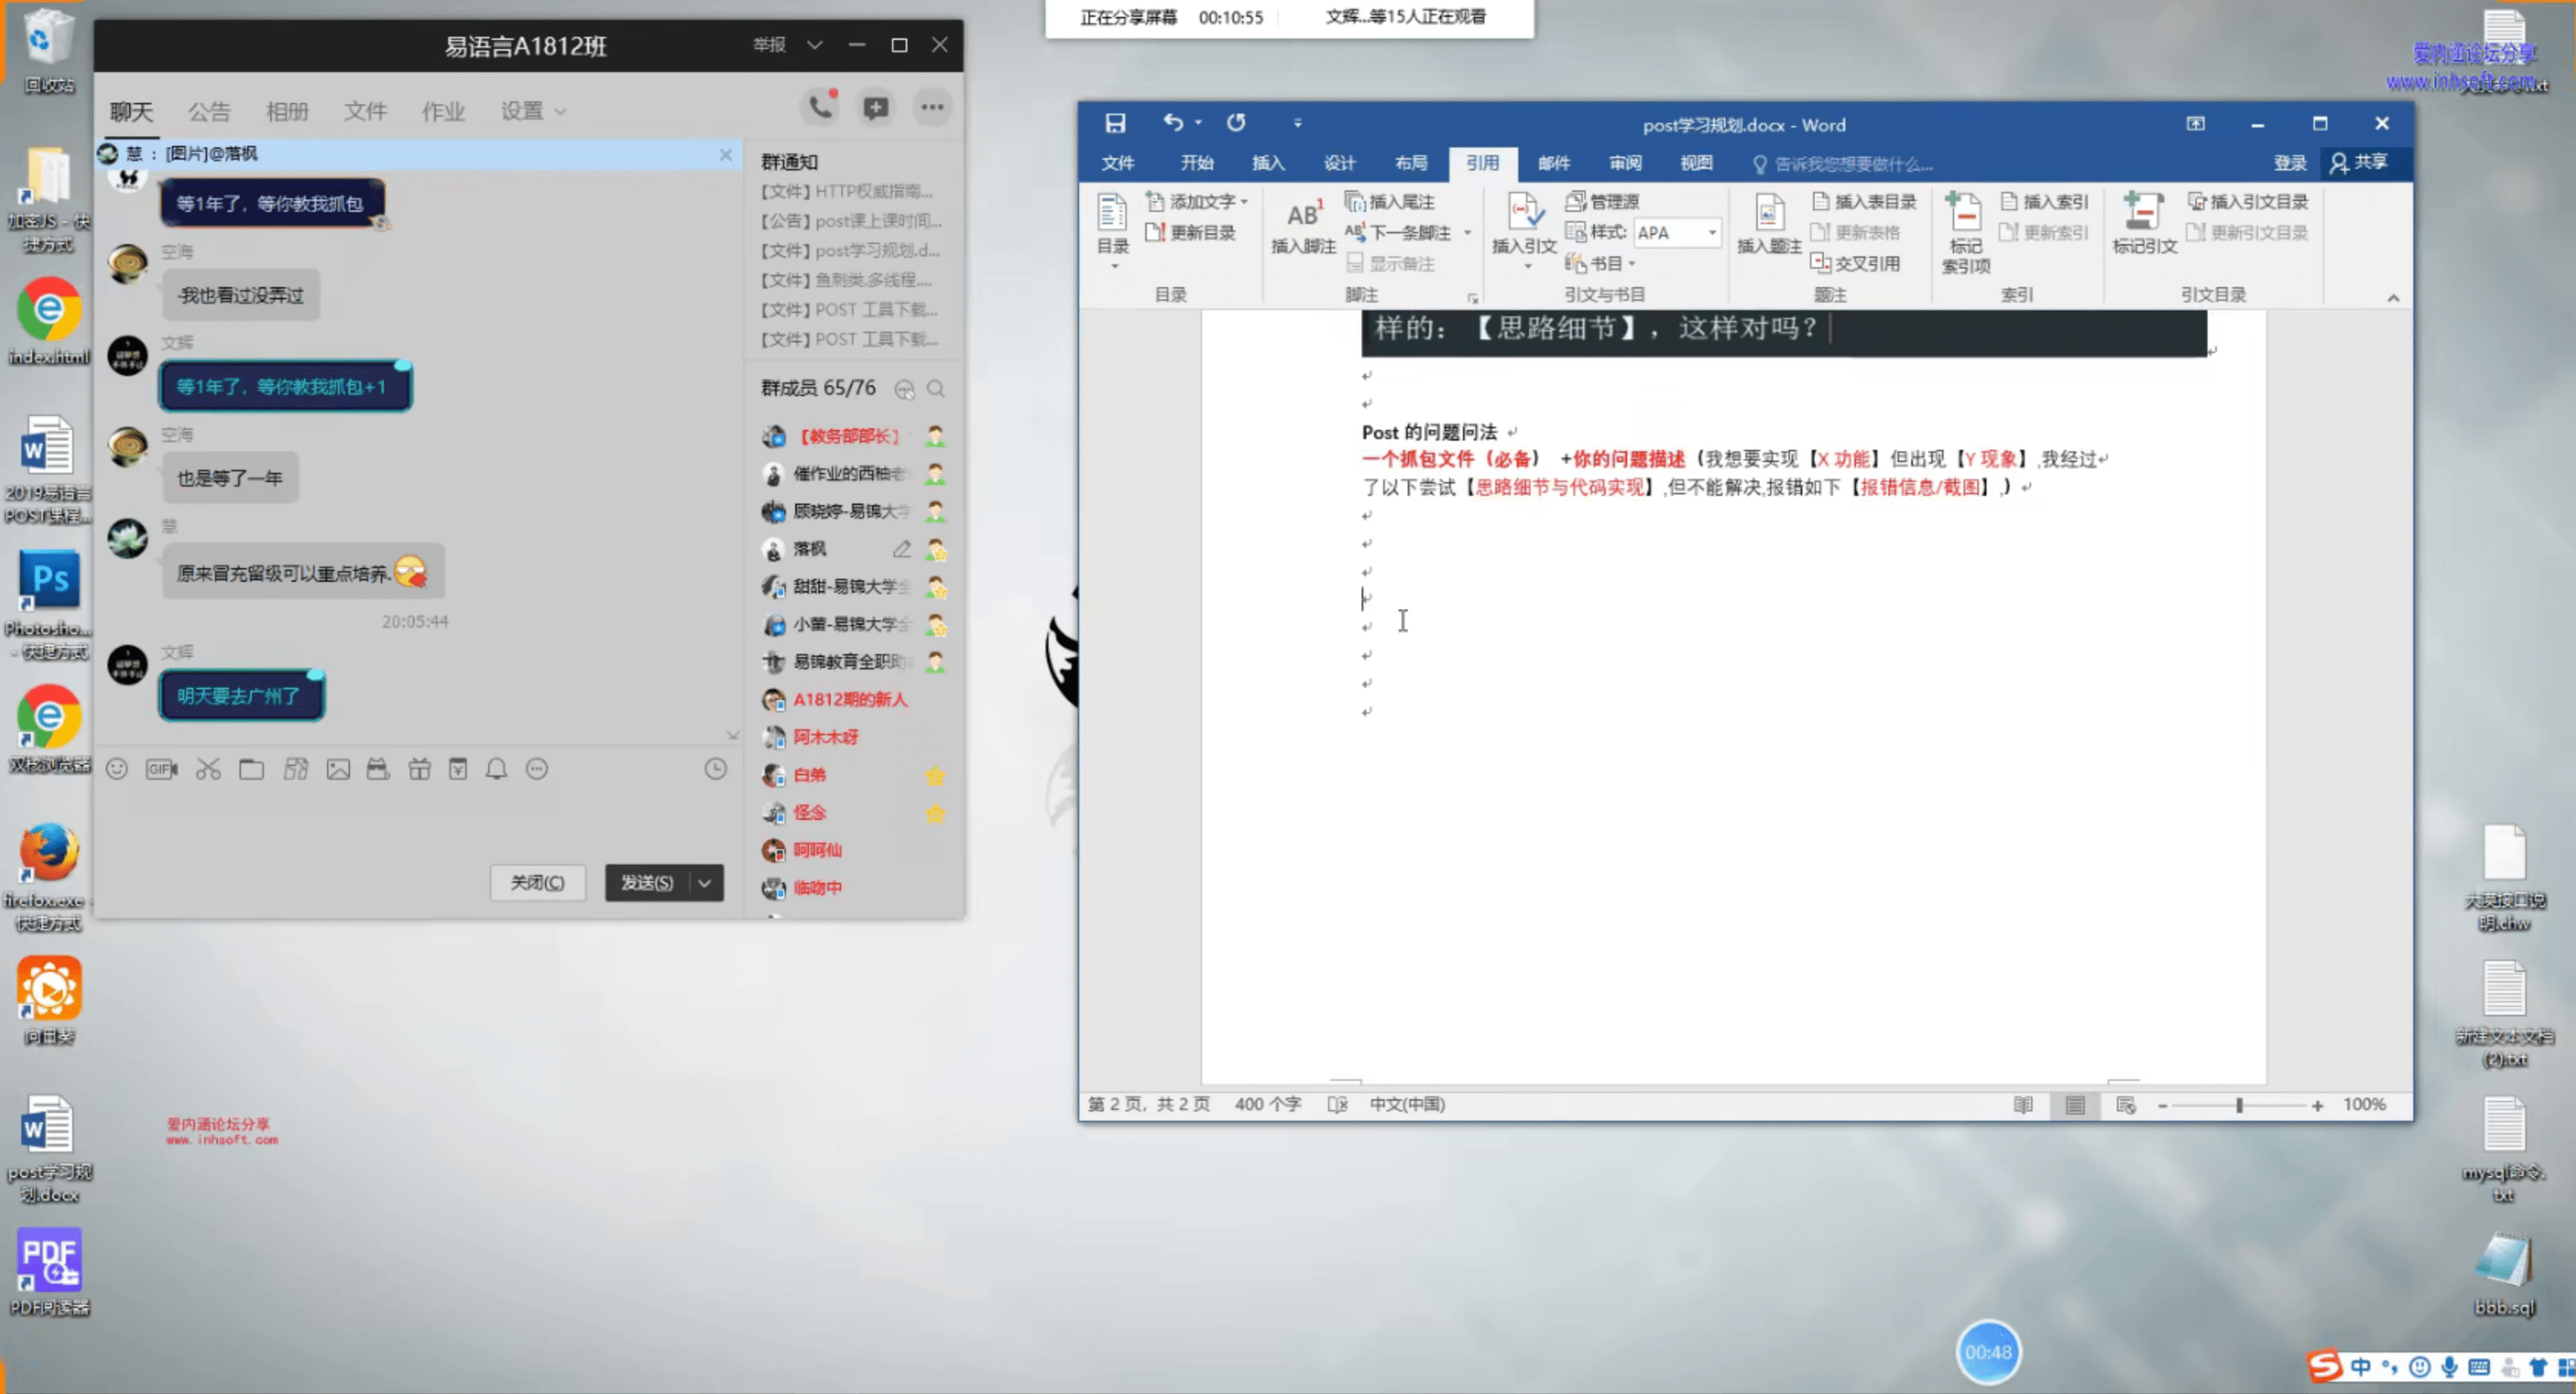 正在分享屏幕 00:10:55 文辉...等15人正在观看
回收站
加密JS - 快捷方式
index.html
2019易语言POST课程...
Photosho... - 快捷方式
双核浏览器
firefox.exe - 快捷方式
向日葵
post学习规划.docx
PDF阅读器
易语言A1812班
举报
聊天 公告 相册 文件 作业 设置
慧 : [图片]@落枫
等1年了，等你教我抓包
空海
-我也看过没弄过
文辉
等1年了，等你教我抓包+1
空海
也是等了一年
慧
原来冒充留级可以重点培养.
20:05:44
文辉
明天要去广州了
关闭(C) 发送(S)
群通知
【文件】HTTP权威指南...
【公告】post课上课时间...
【文件】post学习规划.d...
【文件】鱼刺类.多线程....
【文件】POST 工具下载...
【文件】POST 工具下载...
群成员 65/76
【教务部部长】
催作业的西柚老
顾晓婷-易锦大学
落枫
甜甜-易锦大学全
小蕾-易锦大学全
易锦教育全职助
A1812期的新人
阿木木呀
白弟
怪念
呵呵仙
临吻中
爱内涵论坛分享
www.inhsoft.com
post学习规划.docx - Word
文件 开始 插入 设计 布局 引用 邮件 审阅 视图 告诉我您想要做什么... 登录 共享
目录
添加文字
更新目录
目录
AB1
插入脚注
插入尾注
下一条脚注
显示备注
脚注
插入引文
管理源
样式: APA
书目
引文与书目
插入题注
插入表目录
更新表格
交叉引用
题注
标记索引项
插入索引
更新索引
索引
标记引文
插入引文目录
更新引文目录
引文目录
样的：【思路细节】，这样对吗？
Post 的问题问法
一个抓包文件（必备） +你的问题描述（我想要实现【X 功能】但出现【Y 现象】,我经过
了以下尝试【思路细节与代码实现】,但不能解决,报错如下【报错信息/截图】,）
第 2 页，共 2 页 400 个字 中文(中国) 100%
爱内涵论坛分享
www.inhsoft.com
大漠接口说明.chw
新建文本文档 (2).txt
mysql命令.txt
bbb.sql
00:48
中